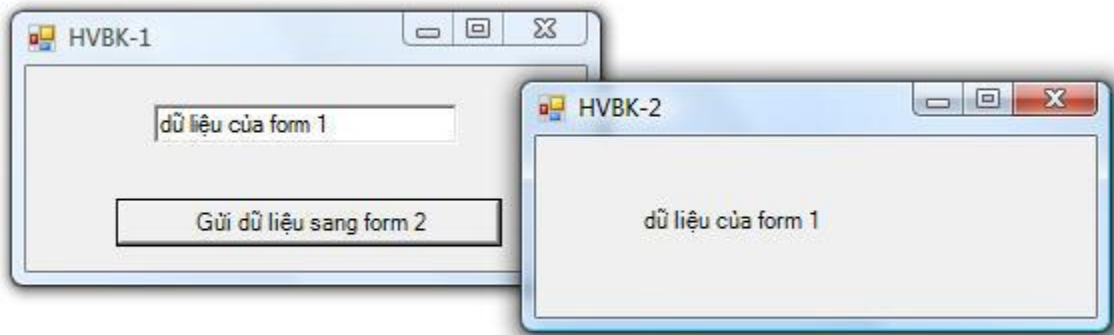 HVBK-1
dữ liệu của form 1
Gửi dữ liệu sang form 2
HVBK-2
dữ liệu của form 1